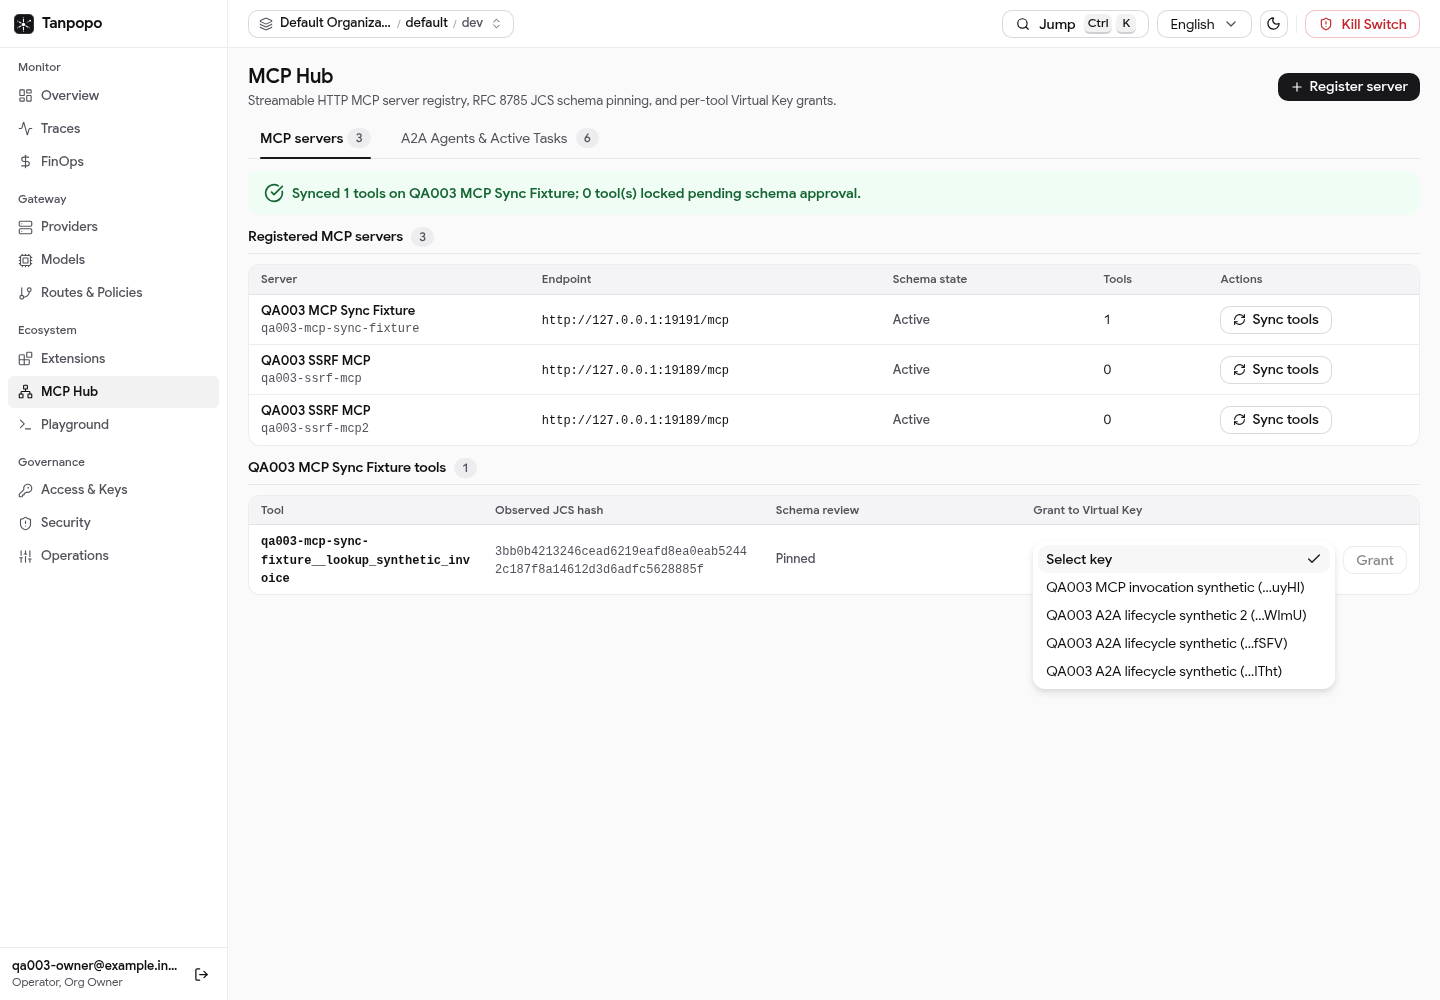 Tanpopo
Default Organiza... / default / dev
Jump Ctrl K
English
Kill Switch
Monitor
Overview
Traces
FinOps
Gateway
Providers
Models
Routes & Policies
Ecosystem
Extensions
MCP Hub
Playground
Governance
Access & Keys
Security
Operations
qa003-owner@example.in...
Operator, Org Owner
MCP Hub
Streamable HTTP MCP server registry, RFC 8785 JCS schema pinning, and per-tool Virtual Key grants.
Register server
MCP servers 3
A2A Agents & Active Tasks 6
Synced 1 tools on QA003 MCP Sync Fixture; 0 tool(s) locked pending schema approval.
Registered MCP servers 3
Server Endpoint Schema state Tools Actions
QA003 MCP Sync Fixture
qa003-mcp-sync-fixture
http://127.0.0.1:19191/mcp Active 1 Sync tools
QA003 SSRF MCP
qa003-ssrf-mcp
http://127.0.0.1:19189/mcp Active 0 Sync tools
QA003 SSRF MCP
qa003-ssrf-mcp2
http://127.0.0.1:19189/mcp Active 0 Sync tools
QA003 MCP Sync Fixture tools 1
Tool Observed JCS hash Schema review Grant to Virtual Key
qa003-mcp-sync-
fixture__lookup_synthetic_inv
oice
3bb0b4213246cead6219eafd8ea0eab5244
2c187f8a14612d3d6adfc5628885f
Pinned
Select key
QA003 MCP invocation synthetic (...uyHl)
QA003 A2A lifecycle synthetic 2 (...WlmU)
QA003 A2A lifecycle synthetic (...fSFV)
QA003 A2A lifecycle synthetic (...lTht)
Grant